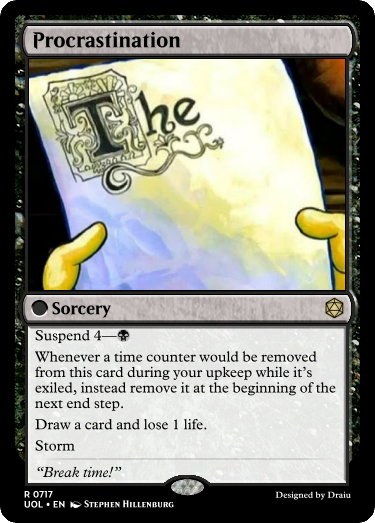 Procrastination
The
Sorcery
Suspend 4—
Whenever a time counter would be removed
from this card during your upkeep while it's
exiled, instead remove it at the beginning of the
next end step.
Draw a card and lose 1 life.
Storm
“Break time!”
R 0717
UOL • EN STEPHEN HILLENBURG
Designed by Draiu